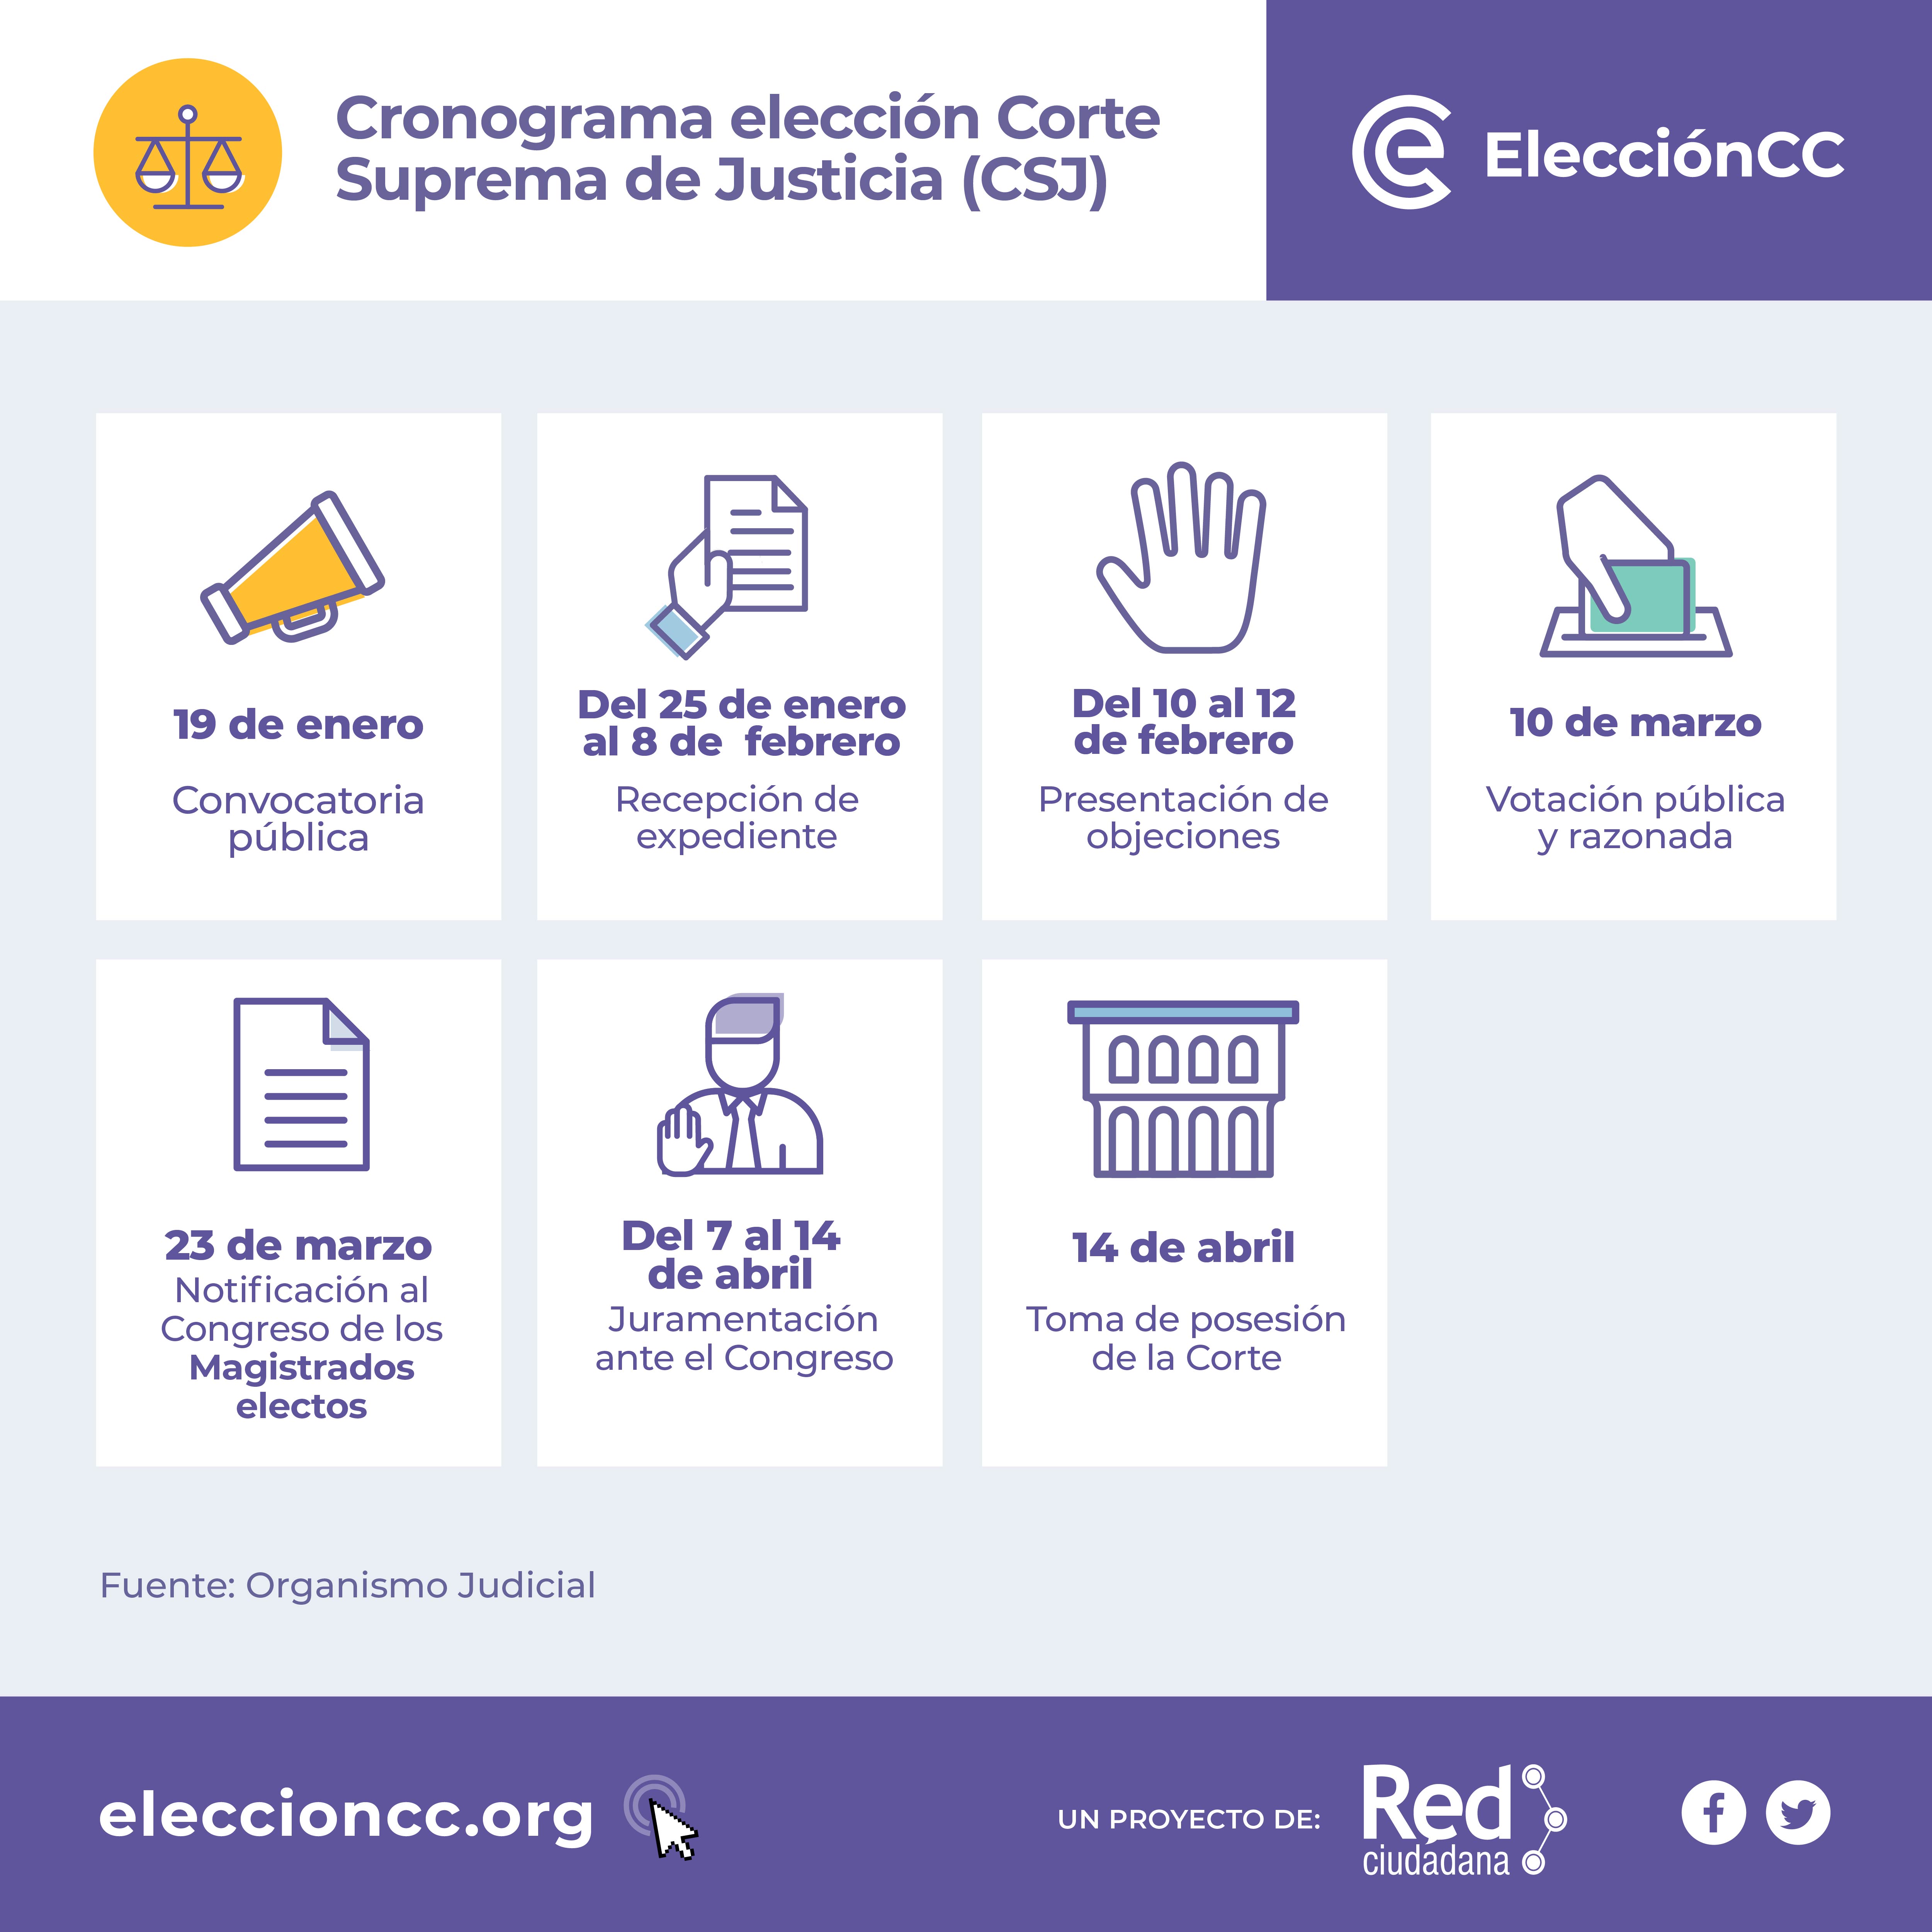 Cronograma elección Corte
Suprema de Justicia (CSJ)
ElecciónCC
19 de enero
Convocatoria
pública
Del 25 de enero
al 8 de febrero
Recepción de
expediente
Del 10 al 12
de febrero
Presentación de
objeciones
10 de marzo
Votación pública
y razonada
23 de marzo
Notificación al
Congreso de los
Magistrados
electos
Del 7 al 14
de abril
Juramentación
ante el Congreso
14 de abril
Toma de posesión
de la Corte
Fuente: Organismo Judicial
eleccioncc.org
UN PROYECTO DE:
Red
ciudadana